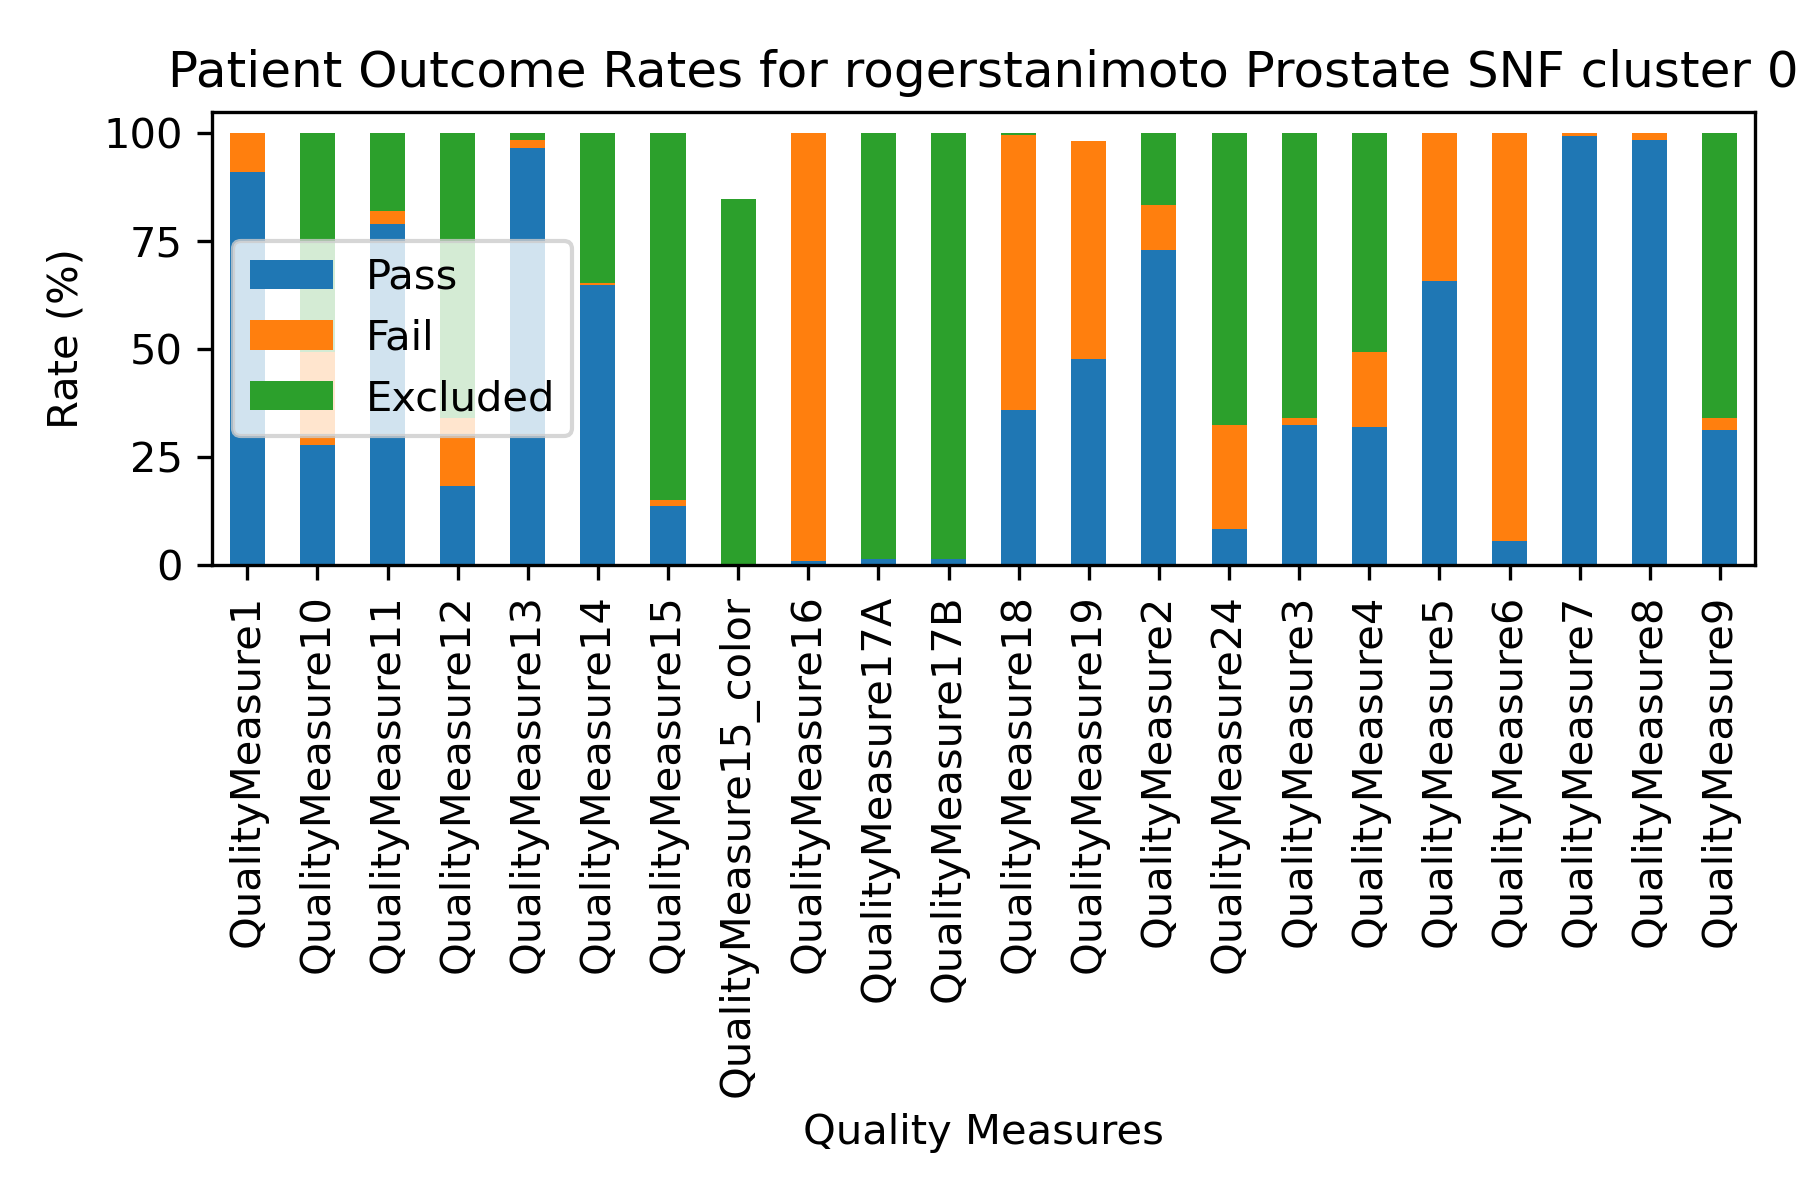 Patient Outcome Rates for rogerstanimoto Prostate SNF cluster 0
Rate (%)
100
75
50
25
0
Pass
Fail
Excluded
QualityMeasure1
QualityMeasure10
QualityMeasure11
QualityMeasure12
QualityMeasure13
QualityMeasure14
QualityMeasure15
QualityMeasure15_color
QualityMeasure16
QualityMeasure17A
QualityMeasure17B
QualityMeasure18
QualityMeasure19
QualityMeasure2
QualityMeasure24
QualityMeasure3
QualityMeasure4
QualityMeasure5
QualityMeasure6
QualityMeasure7
QualityMeasure8
QualityMeasure9
Quality Measures